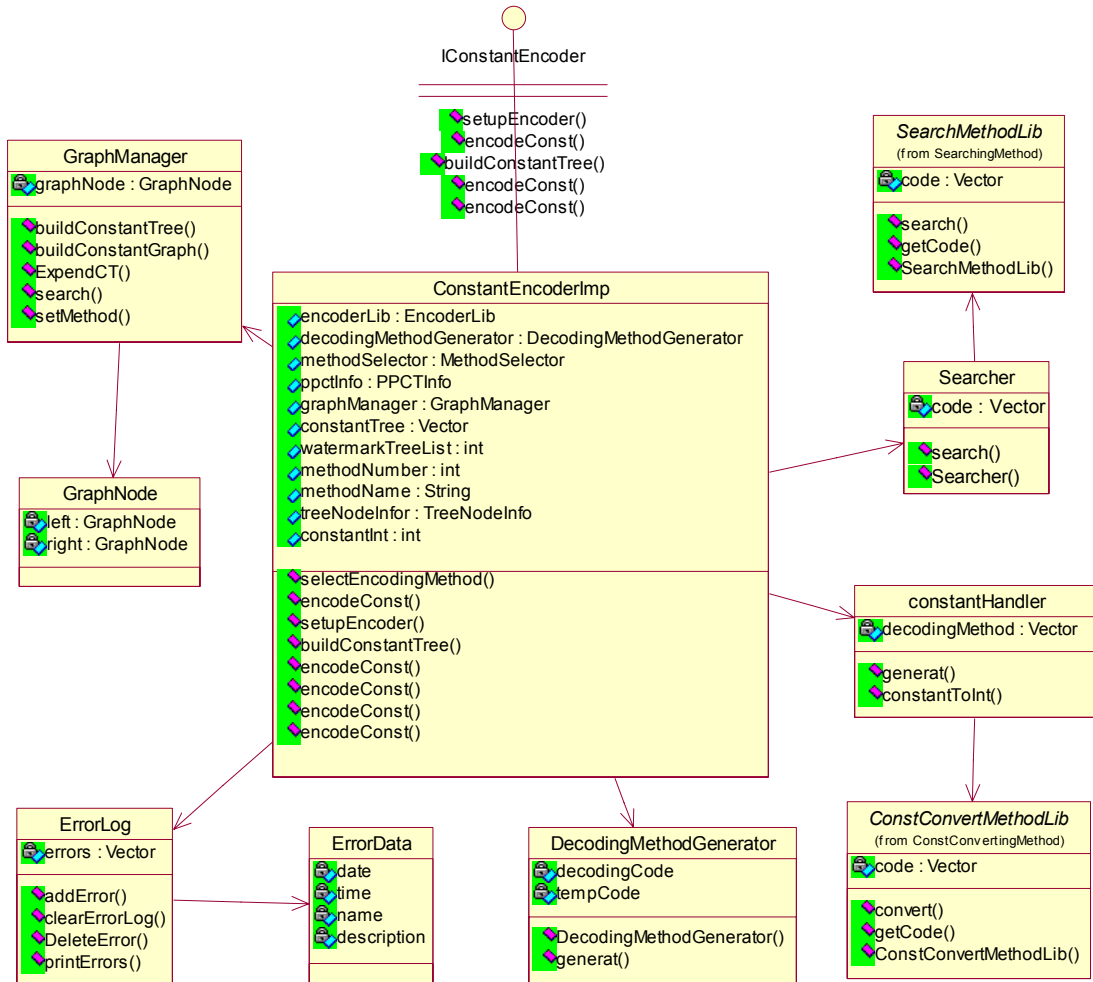 IConstantEncoder
setupEncoder()
encodeConst()
buildConstantTree()
encodeConst()
encodeConst()
GraphManager
graphNode : GraphNode
buildConstantTree()
buildConstantGraph()
ExpendCT()
search()
setMethod()
SearchMethodLib
(from SearchingMethod)
code : Vector
search()
getCode()
SearchMethodLib()
ConstantEncoderImp
encoderLib : EncoderLib
decodingMethodGenerator : DecodingMethodGenerator
methodSelector : MethodSelector
ppctInfo : PPCTInfo
graphManager : GraphManager
constantTree : Vector
watermarkTreeList : int
methodNumber : int
methodName : String
treeNodeInfor : TreeNodeInfo
constantInt : int
selectEncodingMethod()
encodeConst()
setupEncoder()
buildConstantTree()
encodeConst()
encodeConst()
encodeConst()
encodeConst()
Searcher
code : Vector
search()
Searcher()
GraphNode
left : GraphNode
right : GraphNode
constantHandler
decodingMethod : Vector
generat()
constantToInt()
ErrorLog
errors : Vector
addError()
clearErrorLog()
DeleteError()
printErrors()
ErrorData
date
time
name
description
DecodingMethodGenerator
decodingCode
tempCode
DecodingMethodGenerator()
generat()
ConstConvertMethodLib
(from ConstConvertingMethod)
code : Vector
convert()
getCode()
ConstConvertMethodLib()